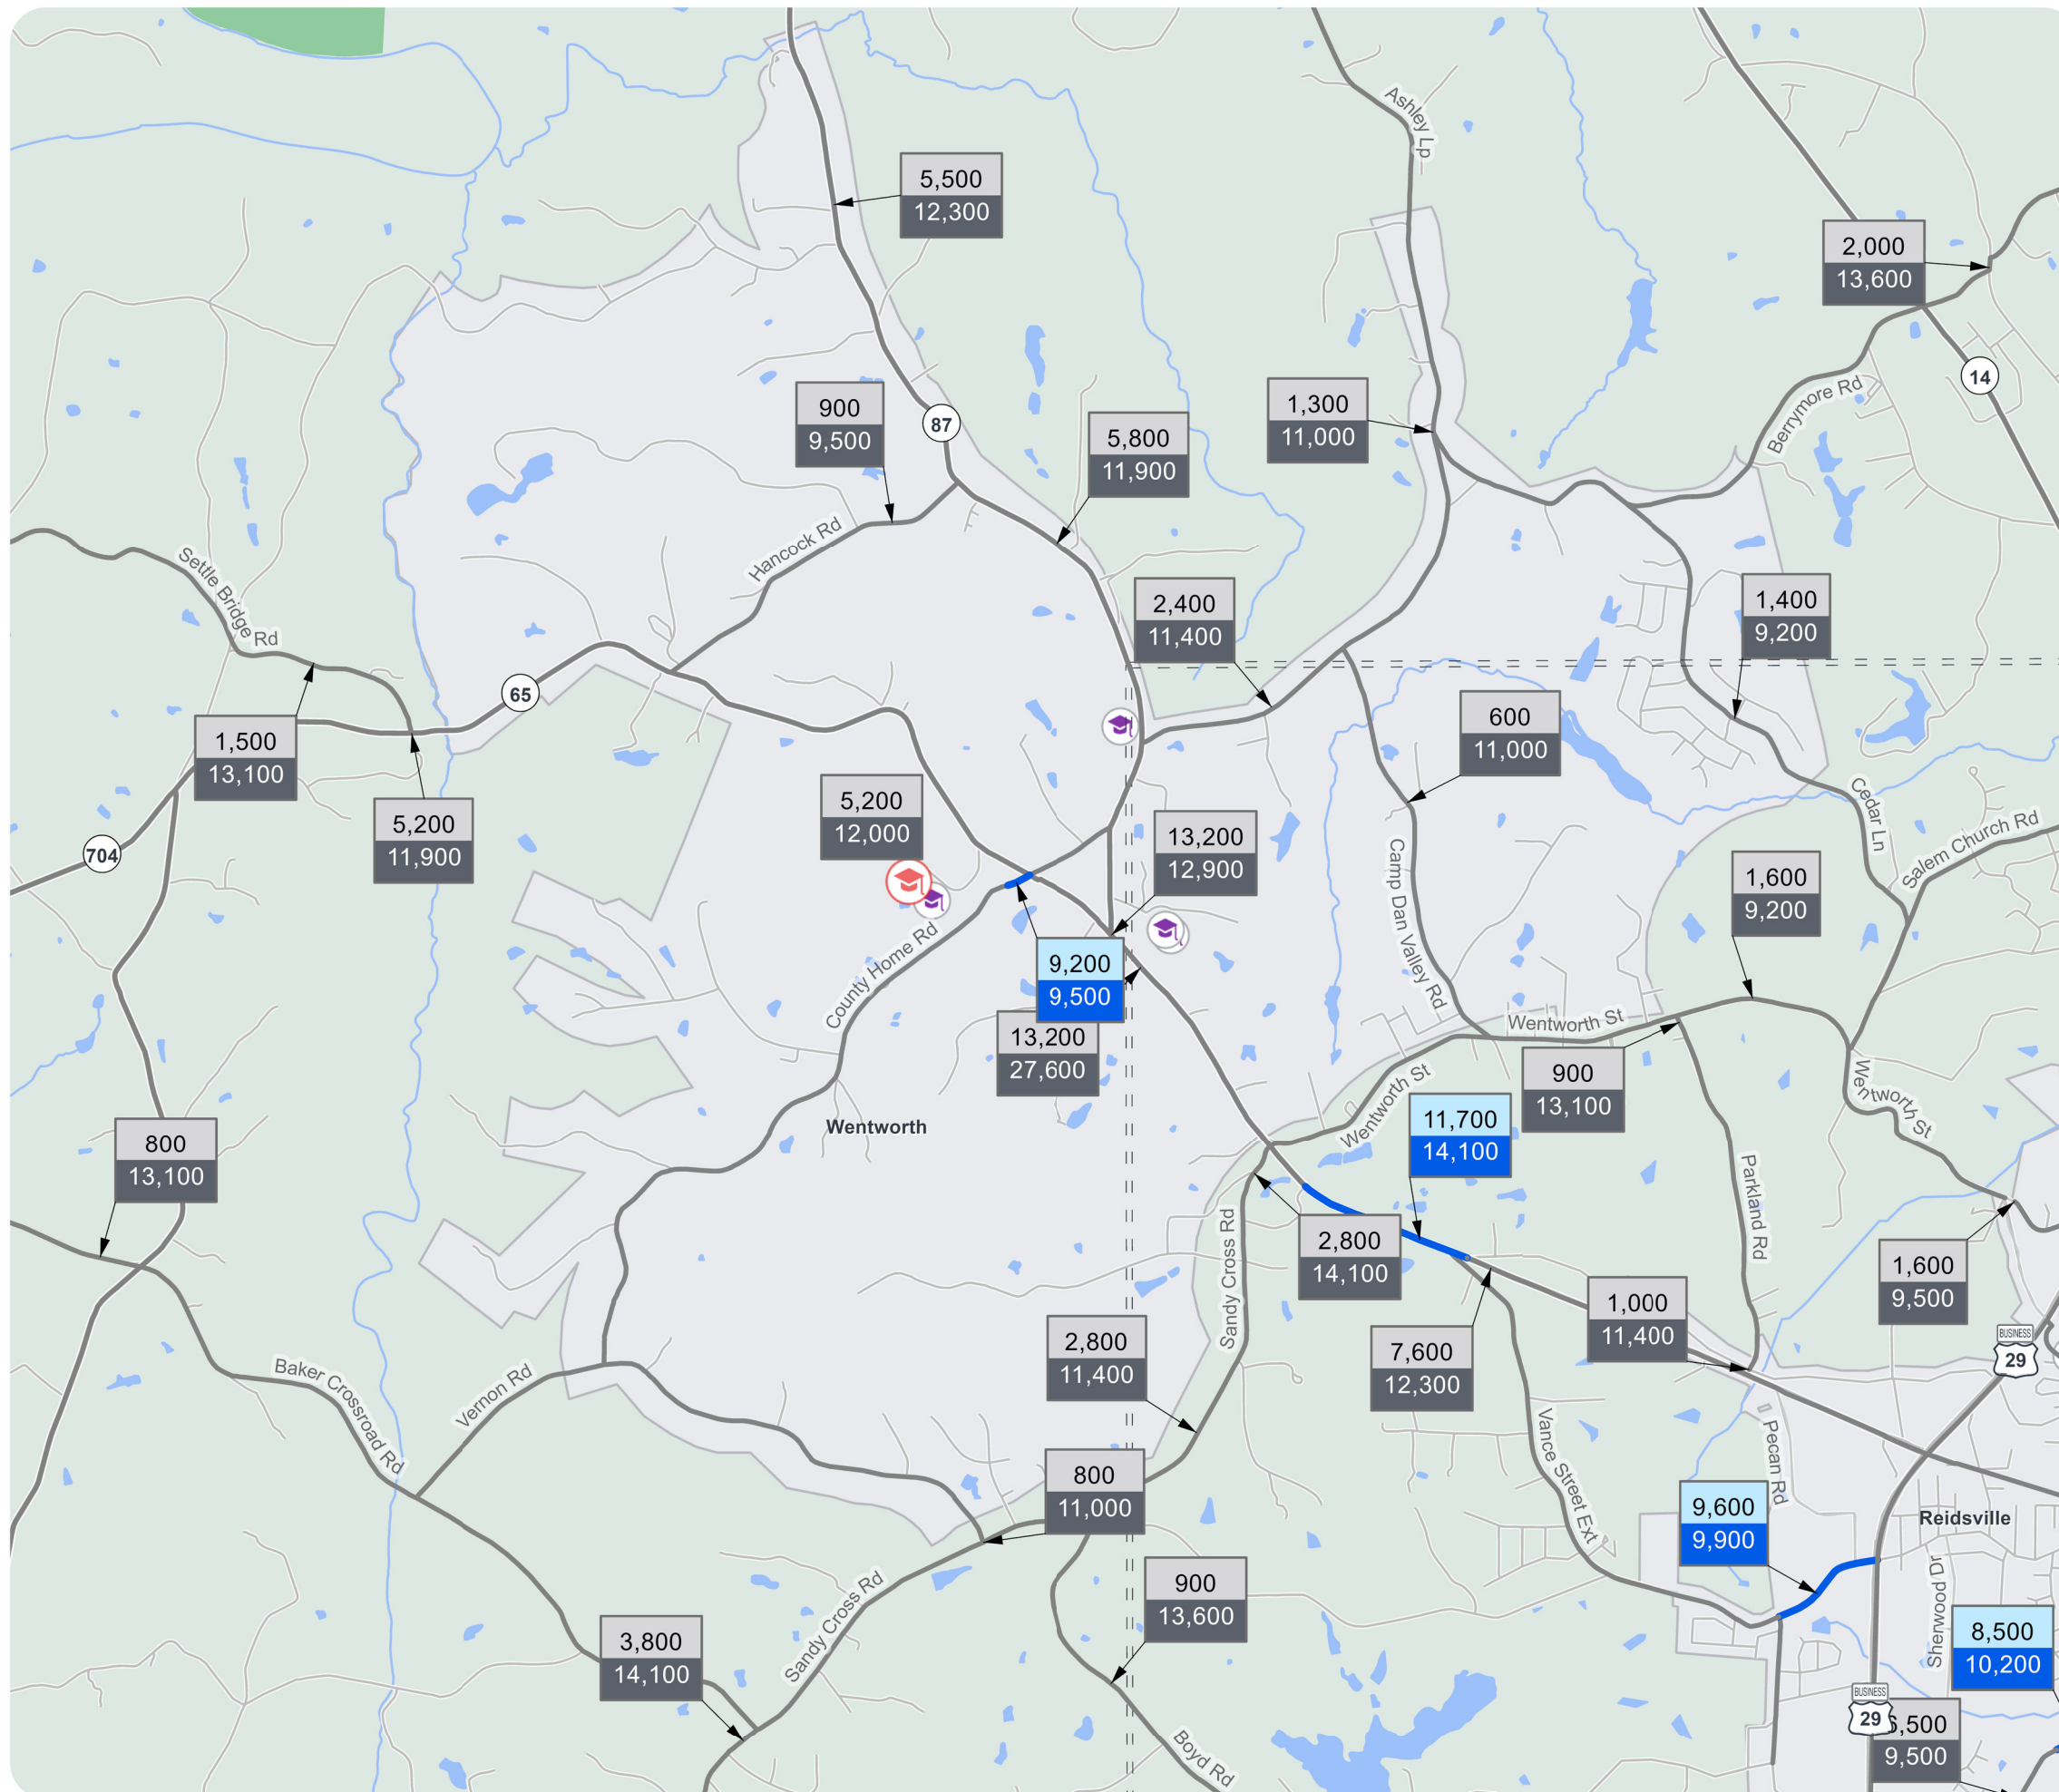 Ashley Lp
5,500
12,300
2,000
13,600
14
Berrymore Rd
900
9,500
87
5,800
11,900
1,300
11,000
Hancock Rd
Settle Bridge Rd
2,400
11,400
1,400
9,200
65
600
11,000
1,500
13,100
5,200
11,900
704
5,200
12,000
13,200
12,900
Camp Dan Valley Rd
Cedar Ln
Salem Church Rd
1,600
9,200
County Home Rd
9,200
9,500
13,200
27,600
Wentworth St
900
13,100
Wentworth St
Wentworth St
Wentworth
11,700
14,100
800
13,100
Parkland Rd
Sandy Cross Rd
2,800
14,100
1,600
9,500
1,000
11,400
2,800
11,400
7,600
12,300
BUSINESS
29
Baker Crossroad Rd
Vernon Rd
Vance Street Ext
Pecan Rd
800
11,000
9,600
9,900
Reidsville
Sherwood Dr
Sandy Cross Rd
900
13,600
3,800
14,100
8,500
10,200
BUSINESS
29
,500
9,500
Boyd Rd